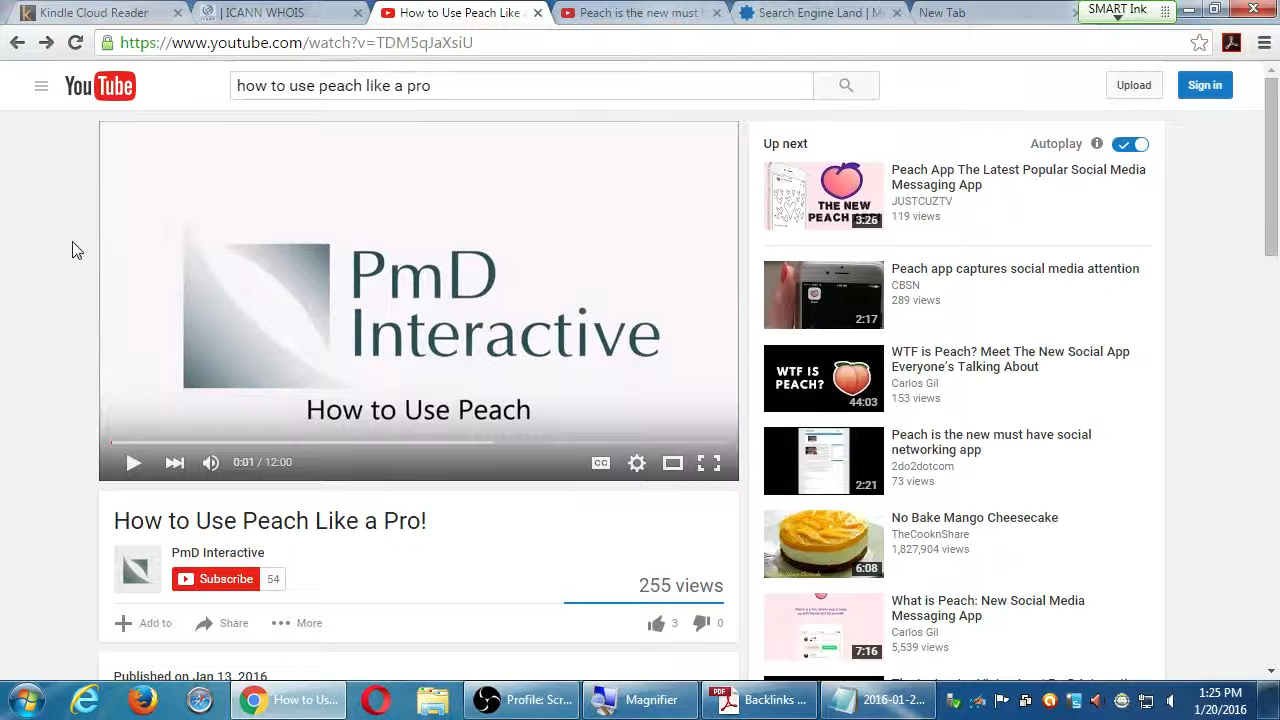 Kindle Cloud Reader
| ICANN WHOIS
How to Use Peach Like
Peach is the new must
Search Engine Land | M
New Tab
SMART Ink
https://www.youtube.com/watch?v=TDM5qJaXsiU
YouTube
how to use peach like a pro
Upload
Sign in
PmD
Interactive
How to Use Peach
0:01 / 12:00
CC
How to Use Peach Like a Pro!
PmD Interactive
Subscribe
54
255 views
Add to
Share
More
3
0
Published on Jan 13, 2016
Up next
Autoplay
THE NEW
PEACH
3:26
Peach App The Latest Popular Social Media
Messaging App
JUSTCUZTV
119 views
2:17
Peach app captures social media attention
CBSN
289 views
WTF IS
PEACH?
44:03
WTF is Peach? Meet The New Social App
Everyone's Talking About
Carlos Gil
153 views
2:21
Peach is the new must have social
networking app
2do2dotcom
73 views
6:08
No Bake Mango Cheesecake
TheCooknShare
1,827,904 views
7:16
What is Peach: New Social Media
Messaging App
Carlos Gil
5,539 views
How to Us...
Profile: Scr...
Magnifier
PDF
Backlinks ...
2016-01-2...
1:25 PM
1/20/2016